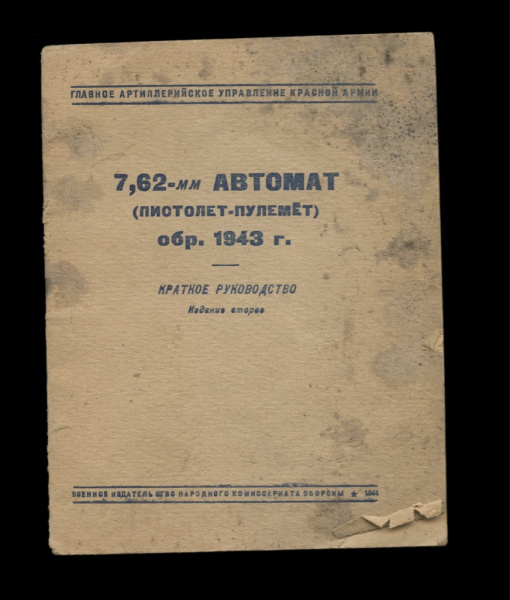 ГЛАВНОЕ АРТИЛЛЕРИЙСКОЕ УПРАВЛЕНИЕ КРАСНОЙ АРМИИ
7,62-мм АВТОМАТ
(ПИСТОЛЕТ-ПУЛЕМЁТ)
обр. 1943 г.
КРАТКОЕ РУКОВОДСТВО
Издание второе
ВОЕННОЕ ИЗДАТЕЛЬСТВО НАРОДНОГО КОМИССАРИАТА ОБОРОНЫ ★ 1944